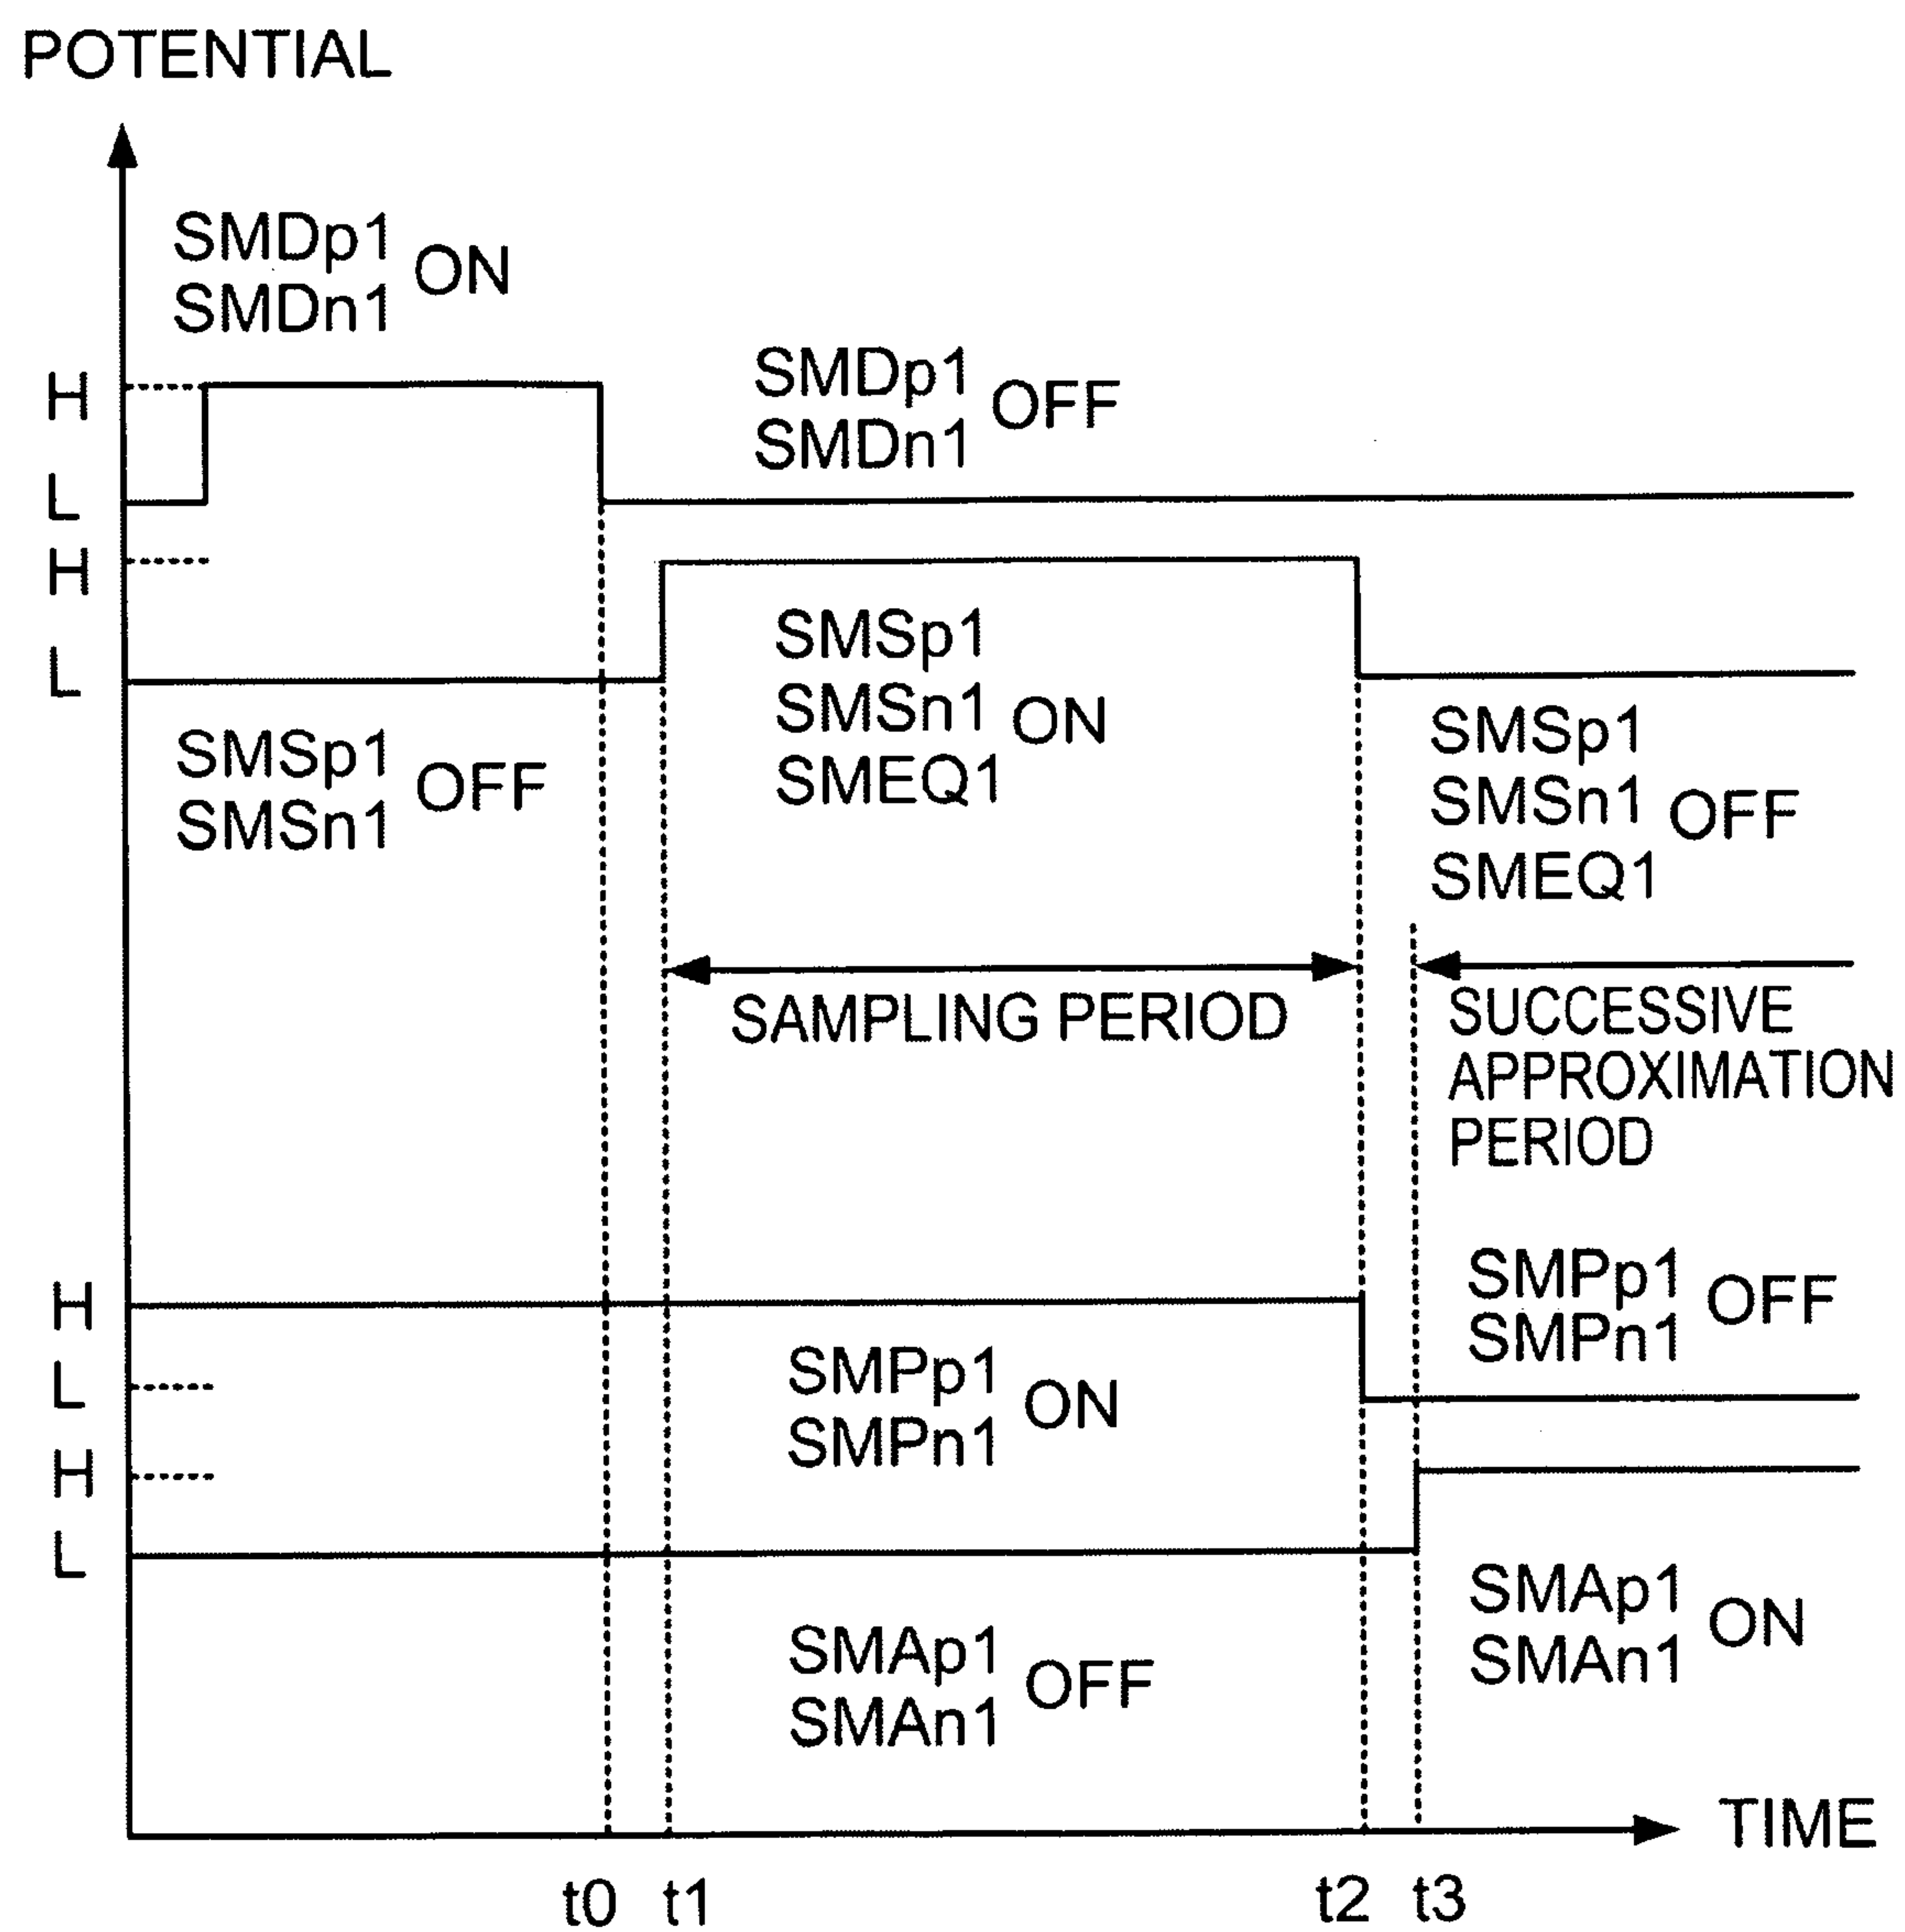 POTENTIAL
SMDp1
SMDn1
ON
H
L
SMDp1
SMDn1
OFF
H
L
SMSp1
SMSn1
OFF
SMSp1
SMSn1
SMEQ1
ON
SMSp1
SMSn1
SMEQ1
OFF
SAMPLING PERIOD
SUCCESSIVE
APPROXIMATION
PERIOD
H
L
SMPp1
SMPn1
ON
SMPp1
SMPn1
OFF
H
L
SMAp1
SMAn1
OFF
SMAp1
SMAn1
ON
TIME
t0
t1
t2
t3